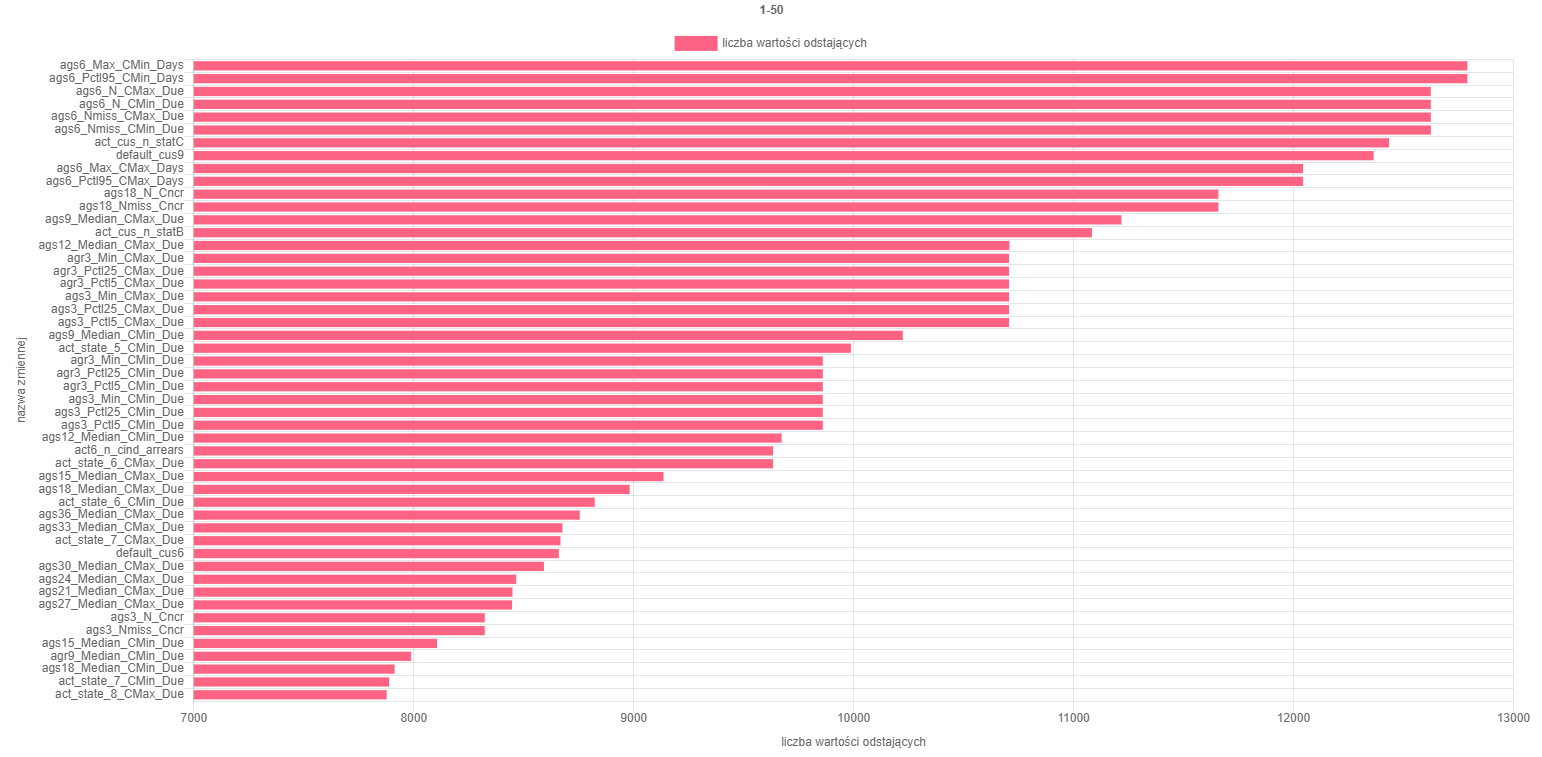 1-50
liczba wartości odstających
ags6_Max_CMin_Days
ags6_Pctl95_CMin_Days
ags6_N_CMax_Due
ags6_N_CMin_Due
ags6_Nmiss_CMax_Due
ags6_Nmiss_CMin_Due
act_cus_n_statC
default_cus9
ags6_Max_CMax_Days
ags6_Pctl95_CMax_Days
ags18_N_Cncr
ags18_Nmiss_Cncr
ags9_Median_CMax_Due
act_cus_n_statB
ags12_Median_CMax_Due
agr3_Min_CMax_Due
agr3_Pctl25_CMax_Due
agr3_Pctl5_CMax_Due
ags3_Min_CMax_Due
ags3_Pctl25_CMax_Due
ags3_Pctl5_CMax_Due
ags9_Median_CMin_Due
act_state_5_CMin_Due
agr3_Min_CMin_Due
agr3_Pctl25_CMin_Due
agr3_Pctl5_CMin_Due
ags3_Min_CMin_Due
ags3_Pctl25_CMin_Due
ags3_Pctl5_CMin_Due
ags12_Median_CMin_Due
act6_n_cind_arrears
act_state_6_CMax_Due
ags15_Median_CMax_Due
ags18_Median_CMax_Due
act_state_6_CMin_Due
ags36_Median_CMax_Due
ags33_Median_CMax_Due
act_state_7_CMax_Due
default_cus6
ags30_Median_CMax_Due
ags24_Median_CMax_Due
ags21_Median_CMax_Due
ags27_Median_CMax_Due
ags3_N_Cncr
ags3_Nmiss_Cncr
ags15_Median_CMin_Due
agr9_Median_CMin_Due
ags18_Median_CMin_Due
act_state_7_CMin_Due
act_state_8_CMax_Due
nazwa zmiennej
7000 8000 9000 10000 11000 12000 13000
liczba wartości odstających